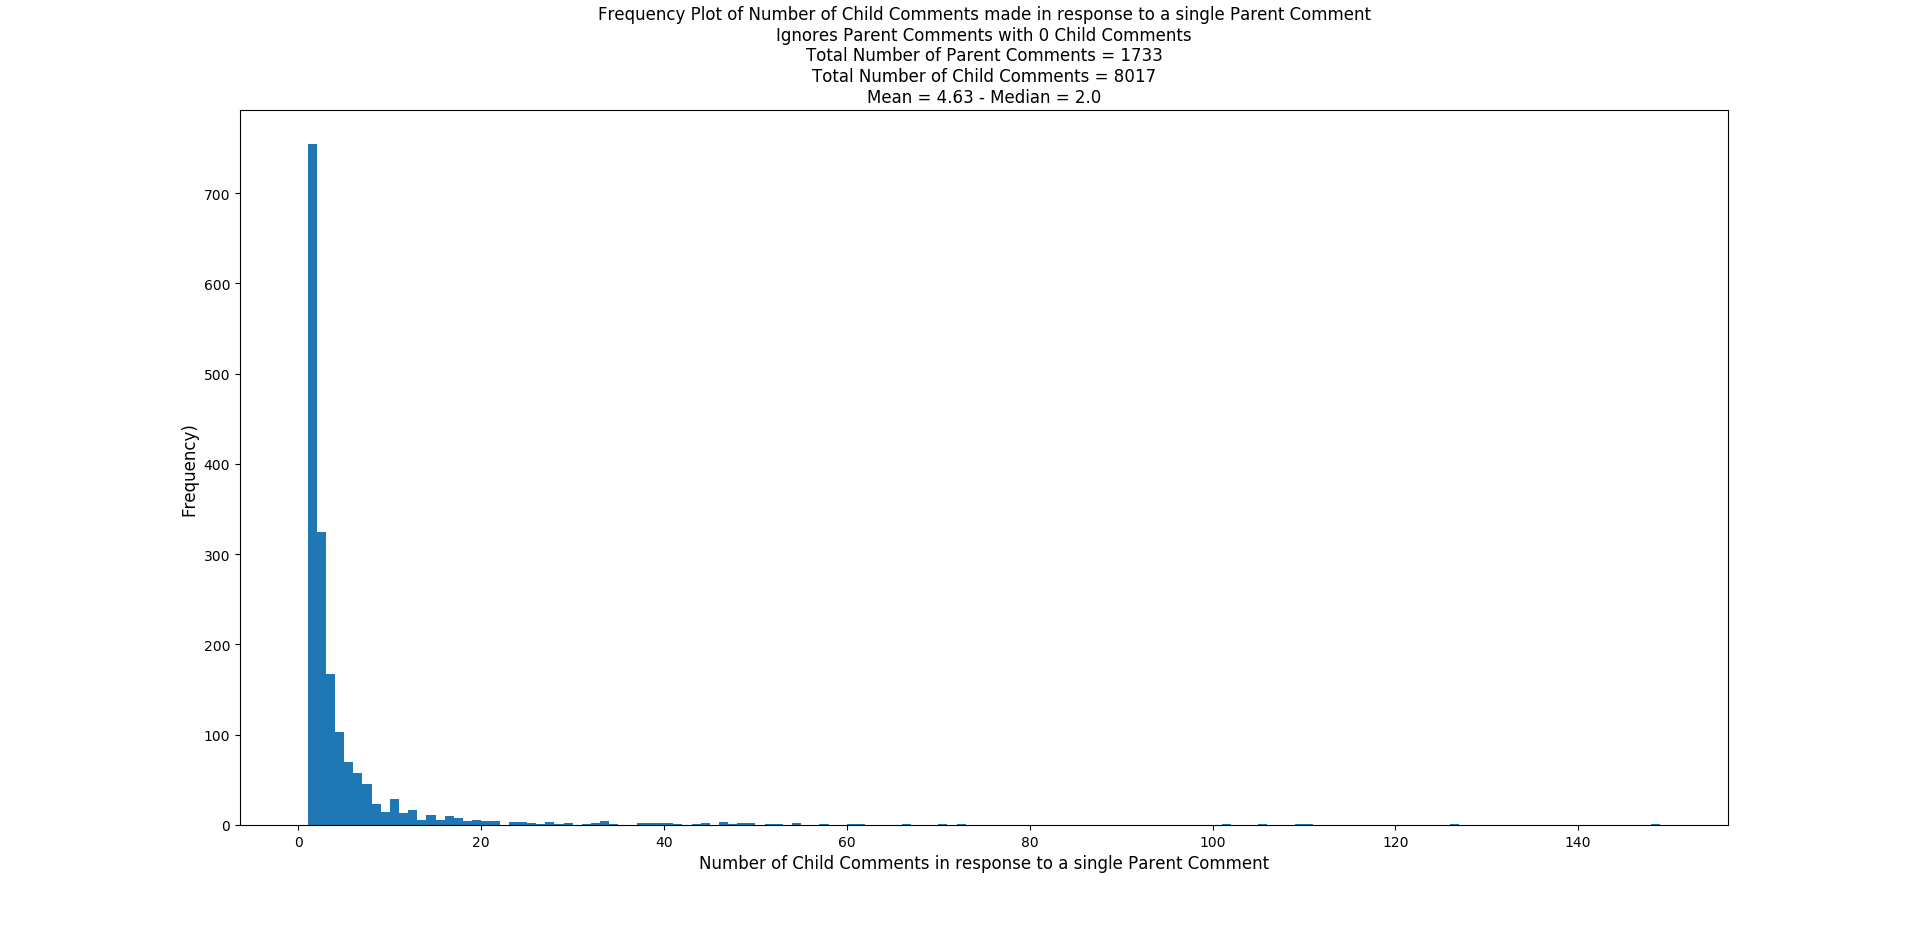 Frequency Plot of Number of Child Comments made in response to a single Parent Comment
Ignores Parent Comments with 0 Child Comments
Total Number of Parent Comments = 1733
Total Number of Child Comments = 8017
Mean = 4.63 - Median = 2.0
700
600
500
400
300
200
100
0
Frequency)
0 20 40 60 80 100 120 140
Number of Child Comments in response to a single Parent Comment